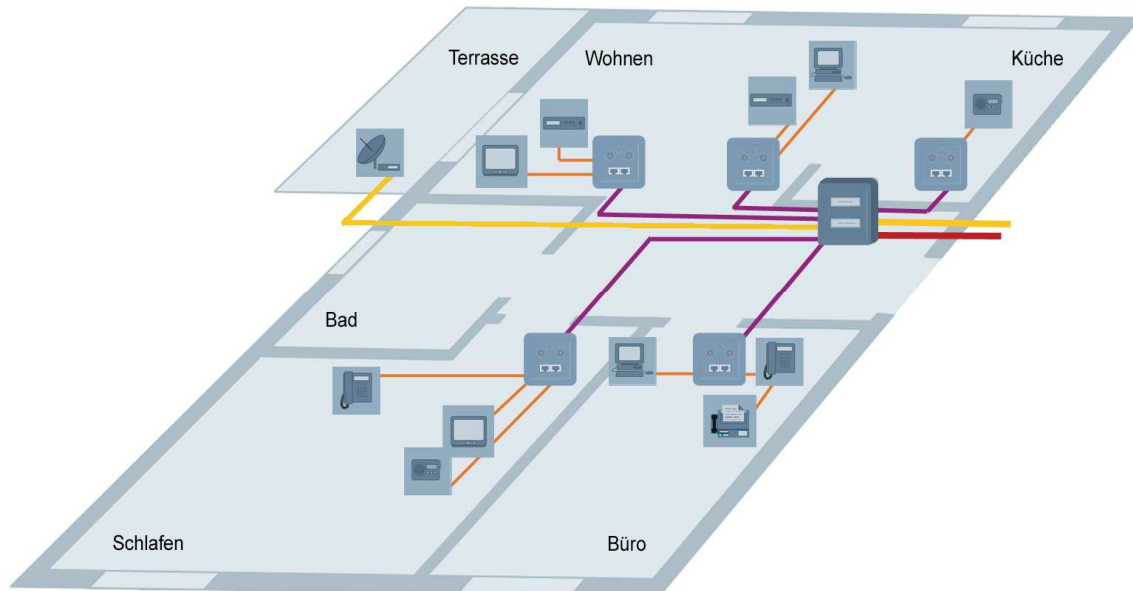 Terrasse
Wohnen
Küche
Bad
Schlafen
Büro